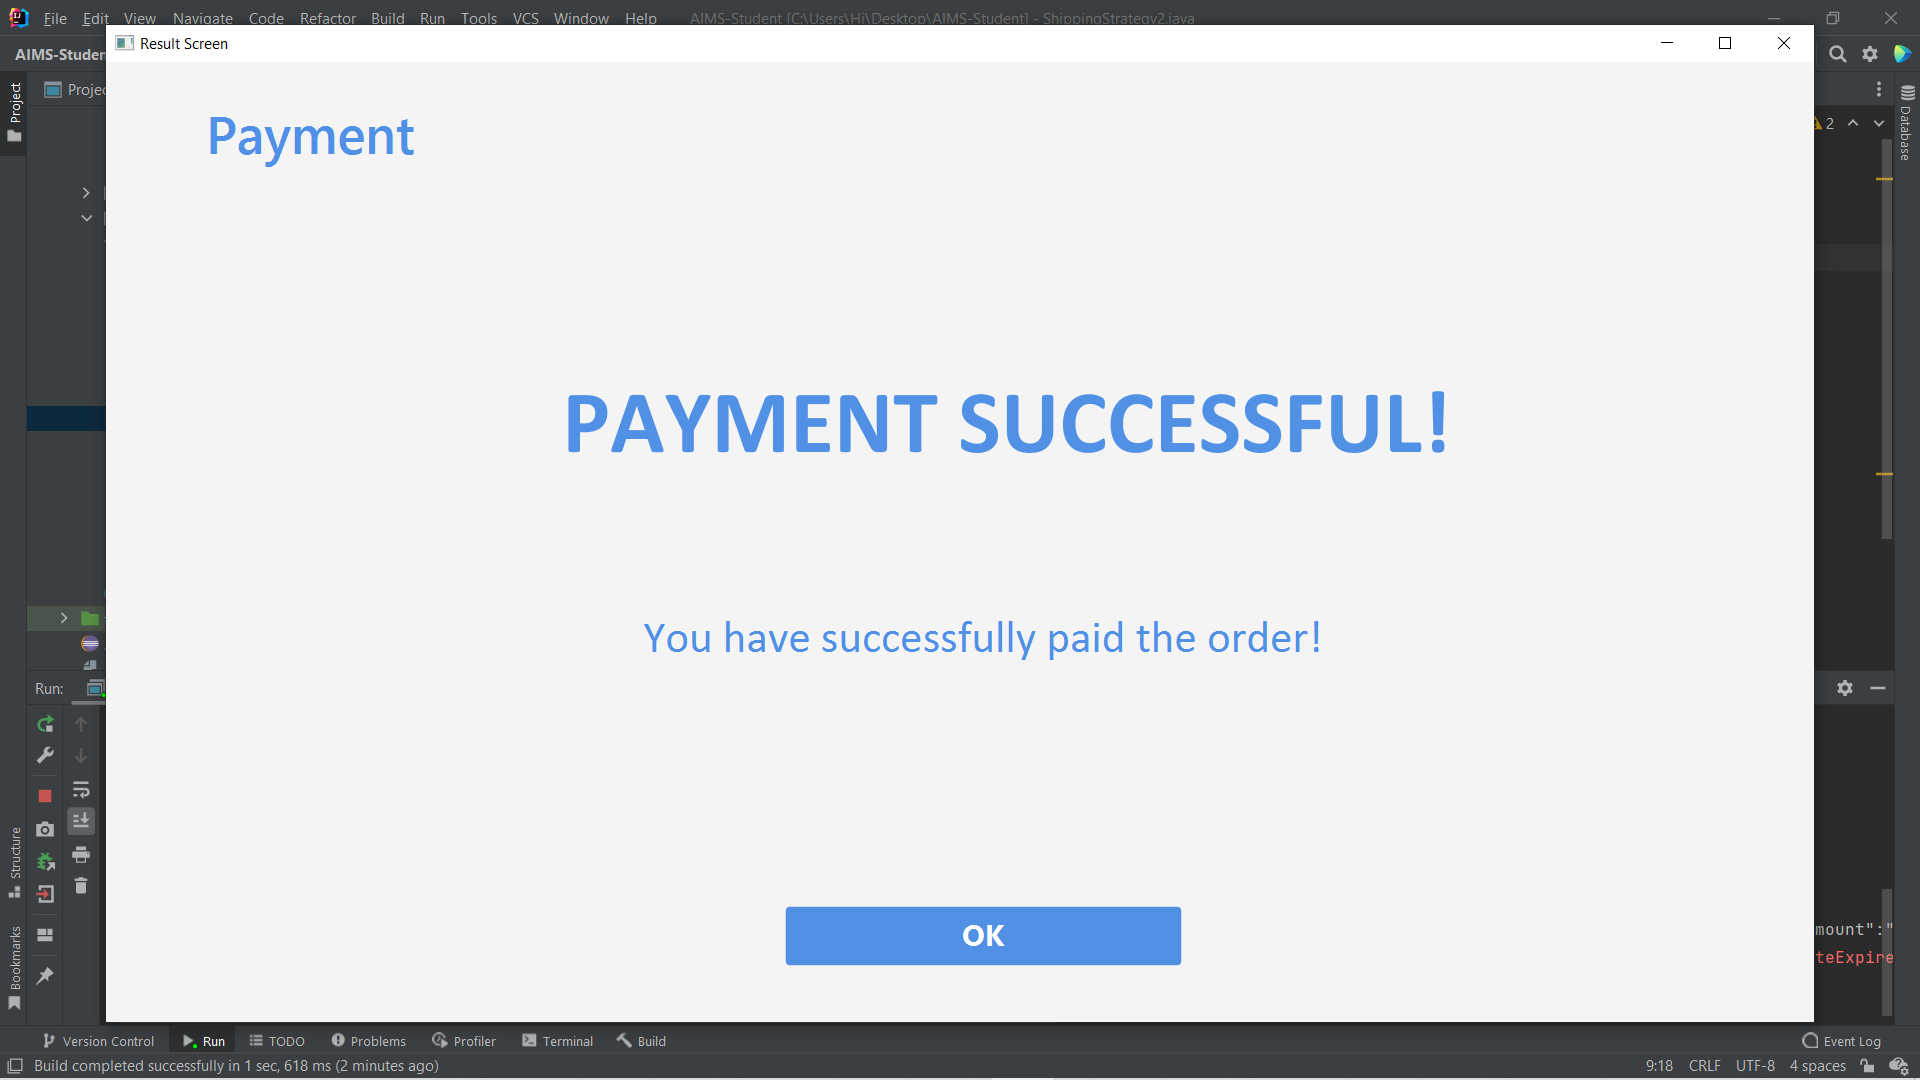 File Edit View Navigate Code Refactor Build Run Tools VCS Window Help AIMS-Student [C:\Users\Hi\Desktop\AIMS-Student] - ShippingStrategy2.java
Result Screen
AIMS-Studen
Project
Projec
2
Database
Payment
PAYMENT SUCCESSFUL!
You have successfully paid the order!
OK
Run:
Structure
Bookmarks
mount":"
teExpire
Version Control Run TODO Problems Profiler Terminal Build Event Log
Build completed successfully in 1 sec, 618 ms (2 minutes ago) 9:18 CRLF UTF-8 4 spaces